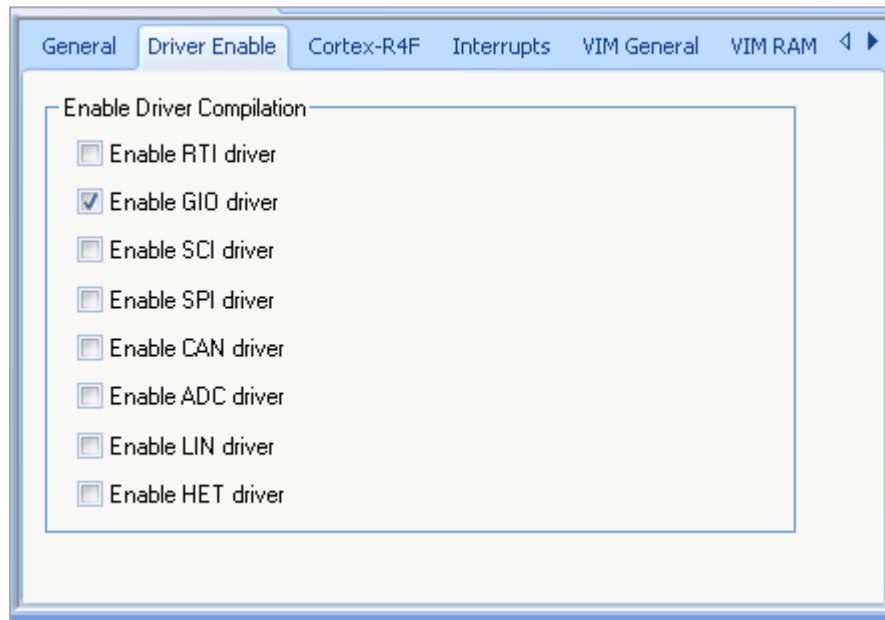 General Driver Enable Cortex-R4F Interrupts VIM General VIM RAM
Enable Driver Compilation
Enable RTI driver
Enable GIO driver
Enable SCI driver
Enable SPI driver
Enable CAN driver
Enable ADC driver
Enable LIN driver
Enable HET driver